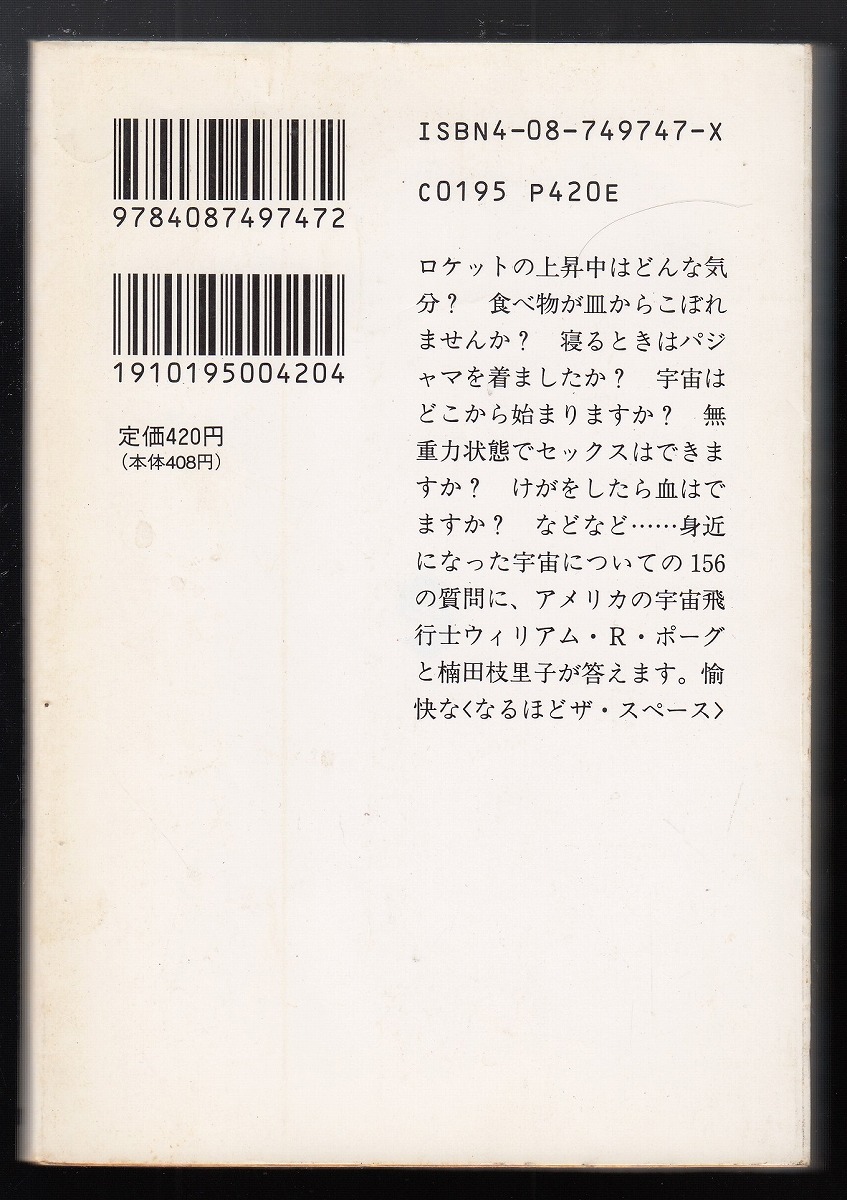 9784087497472
1910195004204
定価420円
(本体408円)
ISBN4-08-749747-X
C0195 P420E
ロケットの上昇中はどんな気
分？　食べ物が皿からこぼれ
ませんか？　寝るときはパジ
ャマを着ましたか？　宇宙は
どこから始まりますか？　無
重力状態でセックスはできま
すか？　けがをしたら血はで
ますか？　などなど……身近
になった宇宙についての156
の質問に、アメリカの宇宙飛
行士ウィリアム・R・ポーグ
と楠田枝里子が答えます。愉
快な〈なるほどザ・スペース〉